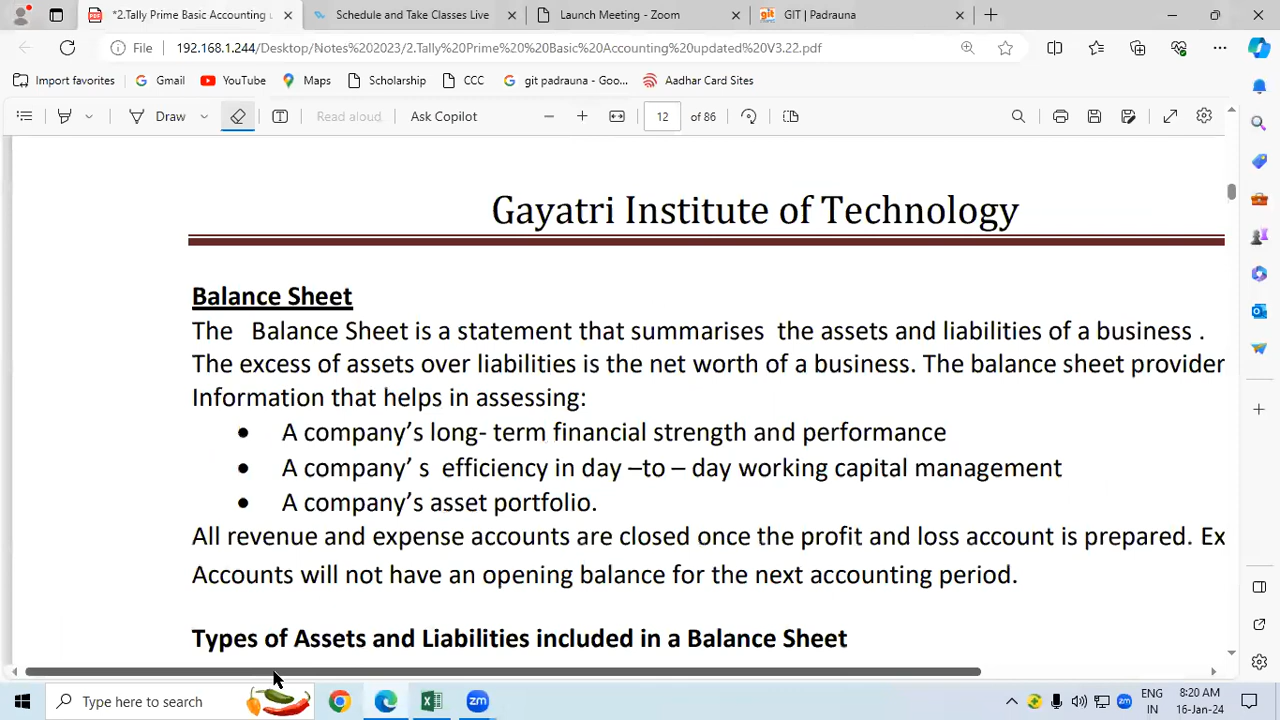 *2.Tally Prime Basic Accounting u
Schedule and Take Classes Live
Launch Meeting - Zoom
git
GIT | Padrauna
File
192.168.1.244/Desktop/Notes%202023/2.Tally%20Prime%20%20Basic%20Accounting%20updated%20V3.22.pdf
Import favorites
Gmail
YouTube
Maps
Scholarship
CCC
git padrauna - Goo...
Aadhar Card Sites
Draw
Read aloud
Ask Copilot
12 of 86
Gayatri Institute of Technology
Balance Sheet
The Balance Sheet is a statement that summarises the assets and liabilities of a business .
The excess of assets over liabilities is the net worth of a business. The balance sheet provider
Information that helps in assessing:
• A company’s long- term financial strength and performance
• A company’ s efficiency in day –to – day working capital management
• A company’s asset portfolio.
All revenue and expense accounts are closed once the profit and loss account is prepared. Ex
Accounts will not have an opening balance for the next accounting period.
Types of Assets and Liabilities included in a Balance Sheet
Type here to search
zm
zm
ENG
IN
8:20 AM
16-Jan-24